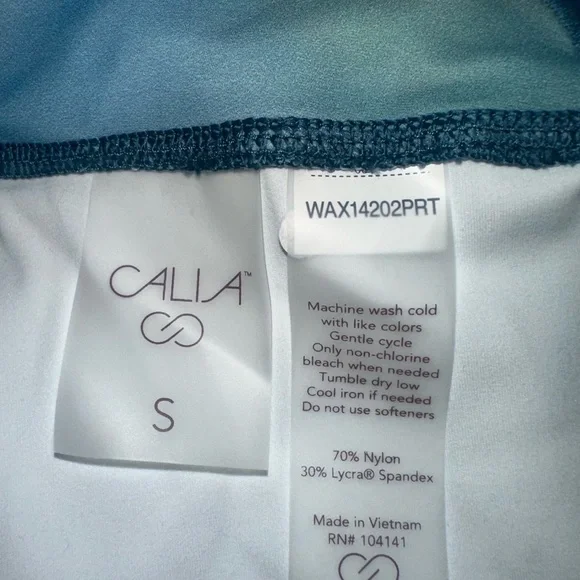 CALIA™
S
WAX14202PRT
Machine wash cold
with like colors
Gentle cycle
Only non-chlorine
bleach when needed
Tumble dry low
Cool iron if needed
Do not use softeners
70% Nylon
30% Lycra® Spandex
Made in Vietnam
RN# 104141